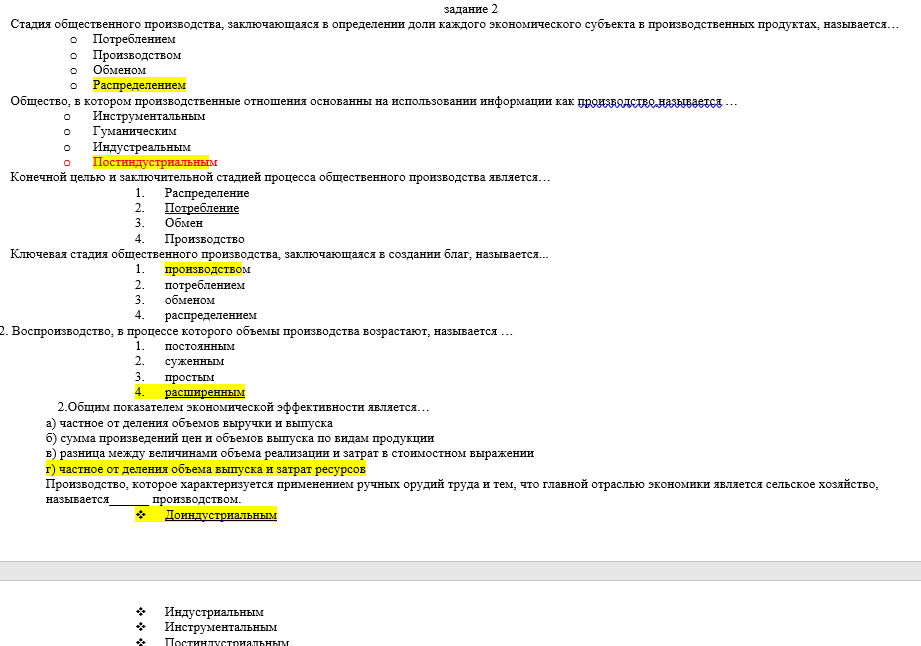 задание 2
Стадия общественного производства, заключающаяся в определении доли каждого экономического субъекта в производственных продуктах, называется…
o Потреблением
o Производством
o Обменом
o Распределением
Общество, в котором производственные отношения основанны на использовании информации как производство,называется …
o Инструментальным
o Гуманическим
o Индустреальным
o Постиндустриальным
Конечной целью и заключительной стадией процесса общественного производства является…
1. Распределение
2. Потребление
3. Обмен
4. Производство
Ключевая стадия общественного производства, заключающаяся в создании благ, называется...
1. производством
2. потреблением
3. обменом
4. распределением
2. Воспроизводство, в процессе которого объемы производства возрастают, называется …
1. постоянным
2. суженным
3. простым
4. расширенным
2.Общим показателем экономической эффективности является…
а) частное от деления объемов выручки и выпуска
б) сумма произведений цен и объемов выпуска по видам продукции
в) разница между величинами объема реализации и затрат в стоимостном выражении
г) частное от деления объема выпуска и затрат ресурсов
Производство, которое характеризуется применением ручных орудий труда и тем, что главной отраслью экономики является сельское хозяйство,
называется______ производством.
❖ Доиндустриальным
❖ Индустриальным
❖ Инструментальным
❖ Постиндустриальным